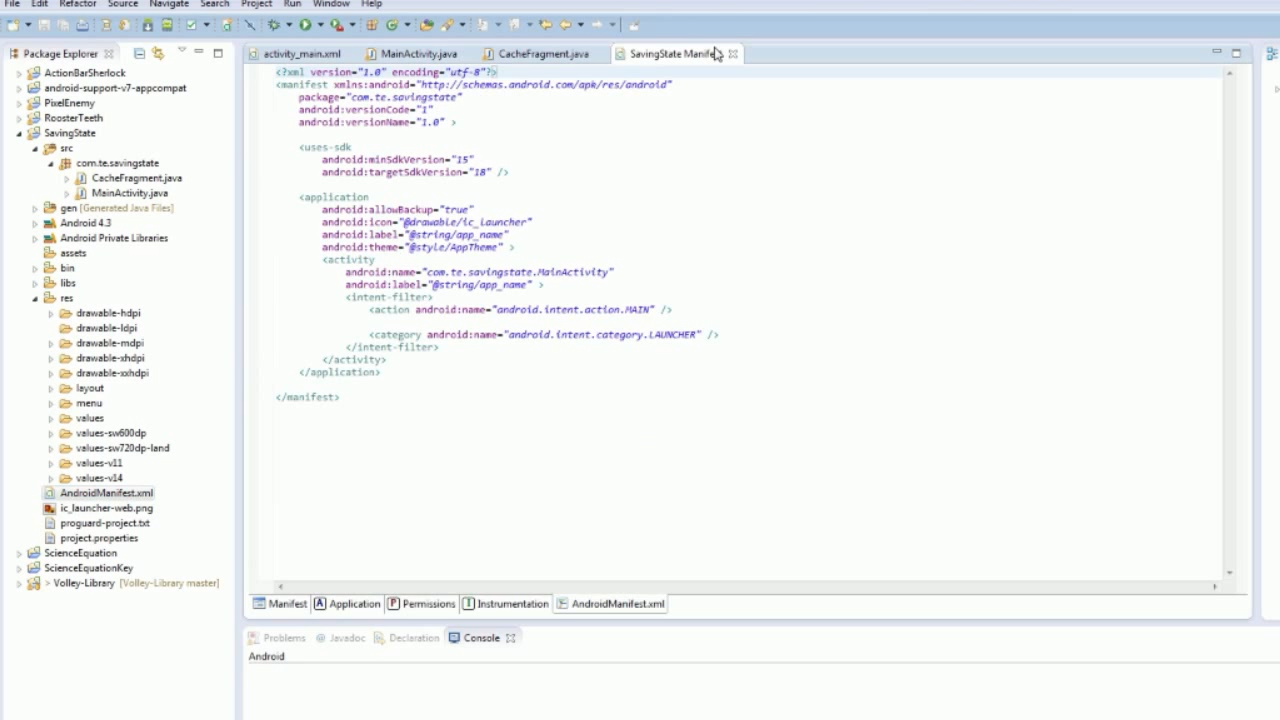 File Edit Refactor Source Navigate Search Project Run Window Help
Package Explorer
ActionBarSherlock
android-support-v7-appcompat
PixelEnemy
RoosterTeeth
SavingState
src
com.te.savingstate
CacheFragment.java
MainActivity.java
gen [Generated Java Files]
Android 4.3
Android Private Libraries
assets
bin
libs
res
drawable-hdpi
drawable-ldpi
drawable-mdpi
drawable-xhdpi
drawable-xxhdpi
layout
menu
values
values-sw600dp
values-sw720dp-land
values-v11
values-v14
AndroidManifest.xml
ic_launcher-web.png
proguard-project.txt
project.properties
ScienceEquation
ScienceEquationKey
> Volley-Library [Volley-Library master]
activity_main.xml MainActivity.java CacheFragment.java SavingState Manifest
<?xml version="1.0" encoding="utf-8"?>
<manifest xmlns:android="http://schemas.android.com/apk/res/android"
package="com.te.savingstate"
android:versionCode="1"
android:versionName="1.0" >
<uses-sdk
android:minSdkVersion="15"
android:targetSdkVersion="18" />
<application
android:allowBackup="true"
android:icon="@drawable/ic_launcher"
android:label="@string/app_name"
android:theme="@style/AppTheme" >
<activity
android:name="com.te.savingstate.MainActivity"
android:label="@string/app_name" >
<intent-filter>
<action android:name="android.intent.action.MAIN" />
<category android:name="android.intent.category.LAUNCHER" />
</intent-filter>
</activity>
</application>
</manifest>
Manifest A Application P Permissions I Instrumentation AndroidManifest.xml
Problems @ Javadoc Declaration Console
Android